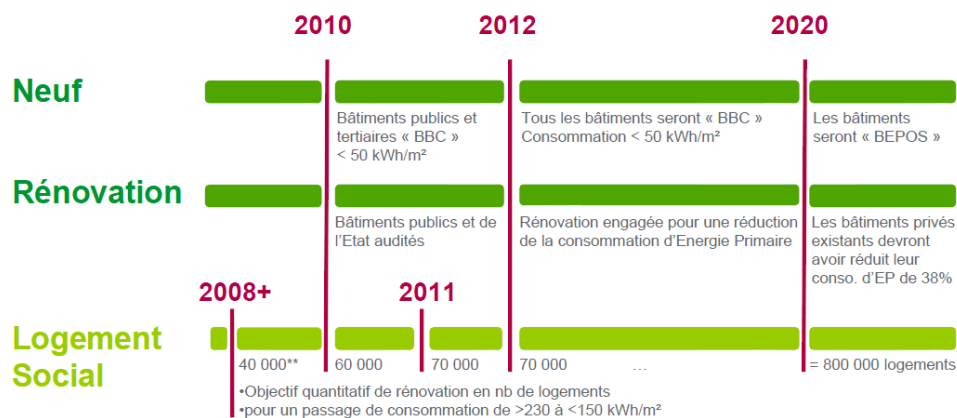 2010
2012
2020
Neuf
Bâtiments publics et
tertiaires « BBC »
< 50 kWh/m²
Tous les bâtiments seront « BBC »
Consommation < 50 kWh/m²
Les bâtiments
seront « BEPOS »
Rénovation
Bâtiments publics et de
l'Etat audités
Rénovation engagée pour une réduction
de la consommation d'Energie Primaire
Les bâtiments privés
existants devront
avoir réduit leur
conso. d'EP de 38%
2008+
2011
Logement
Social
40 000**
60 000
70 000
70 000
...
= 800 000 logements
•Objectif quantitatif de rénovation en nb de logements
•pour un passage de consommation de >230 à <150 kWh/m²